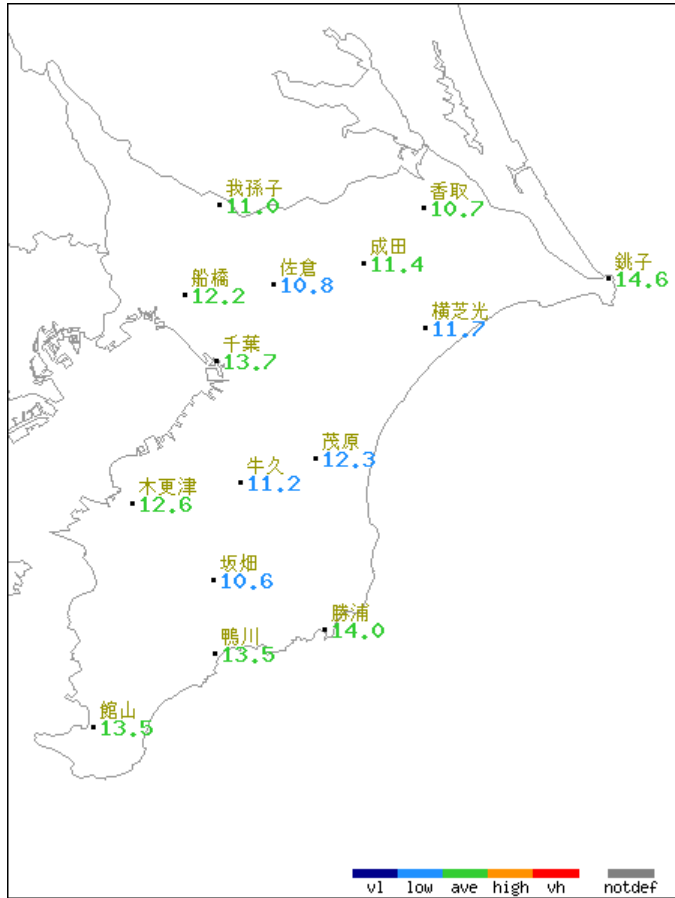 我孫子
11.0
香取
10.7
成田
11.4
佐倉
10.8
船橋
12.2
銚子
14.6
横芝光
11.7
千葉
13.7
茂原
12.3
牛久
11.2
木更津
12.6
坂畑
10.6
勝浦
14.0
鴨川
13.5
館山
13.5
vl low ave high vh notdef